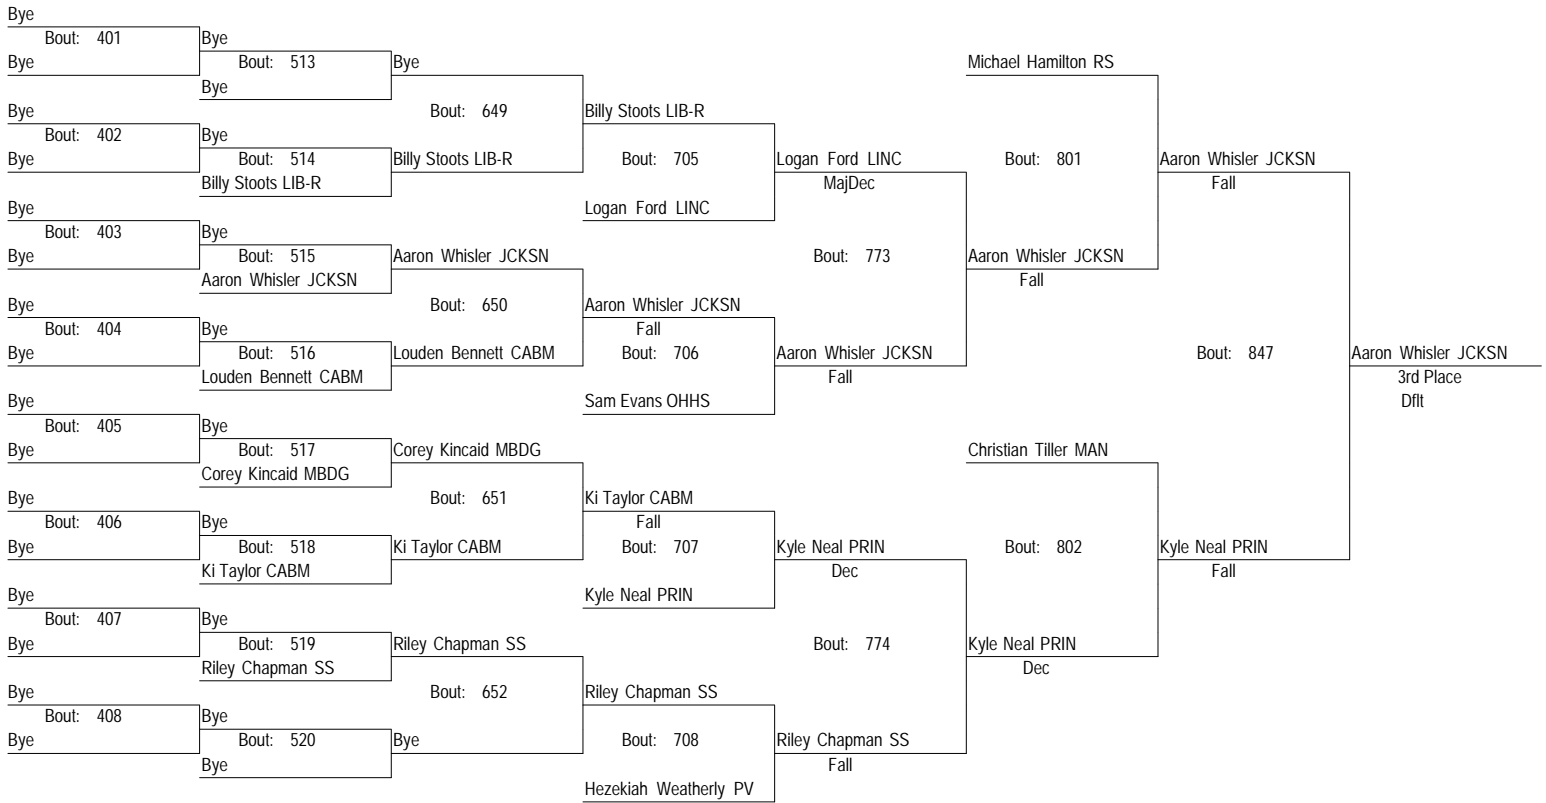 Bye
Bout: 401
Bye
Bye
Bout: 402
Bye
Bye
Bout: 403
Bye
Bye
Bout: 404
Bye
Bye
Bout: 405
Bye
Bye
Bout: 406
Bye
Bye
Bout: 407
Bye
Bye
Bout: 408
Bye
Bye
Bout: 513
Bye
Bye
Bout: 514
Billy Stoots LIB-R
Bye
Bout: 515
Aaron Whisler JCKSN
Bye
Bout: 516
Louden Bennett CABM
Bye
Bout: 517
Corey Kincaid MBDG
Bye
Bout: 518
Ki Taylor CABM
Bye
Bout: 519
Riley Chapman SS
Bye
Bout: 520
Bye
Bye
Bout: 649
Billy Stoots LIB-R
Aaron Whisler JCKSN
Bout: 650
Louden Bennett CABM
Corey Kincaid MBDG
Bout: 651
Ki Taylor CABM
Riley Chapman SS
Bout: 652
Bye
Billy Stoots LIB-R
Bout: 705
Logan Ford LINC
Aaron Whisler JCKSN
Fall
Bout: 706
Sam Evans OHHS
Ki Taylor CABM
Fall
Bout: 707
Kyle Neal PRIN
Riley Chapman SS
Bout: 708
Hezekiah Weatherly PV
Logan Ford LINC
MajDec
Bout: 773
Aaron Whisler JCKSN
Fall
Kyle Neal PRIN
Dec
Bout: 774
Riley Chapman SS
Fall
Michael Hamilton RS
Bout: 801
Aaron Whisler JCKSN
Fall
Christian Tiller MAN
Bout: 802
Kyle Neal PRIN
Dec
Aaron Whisler JCKSN
Fall
Bout: 847
Kyle Neal PRIN
Fall
Aaron Whisler JCKSN
3rd Place
Dflt